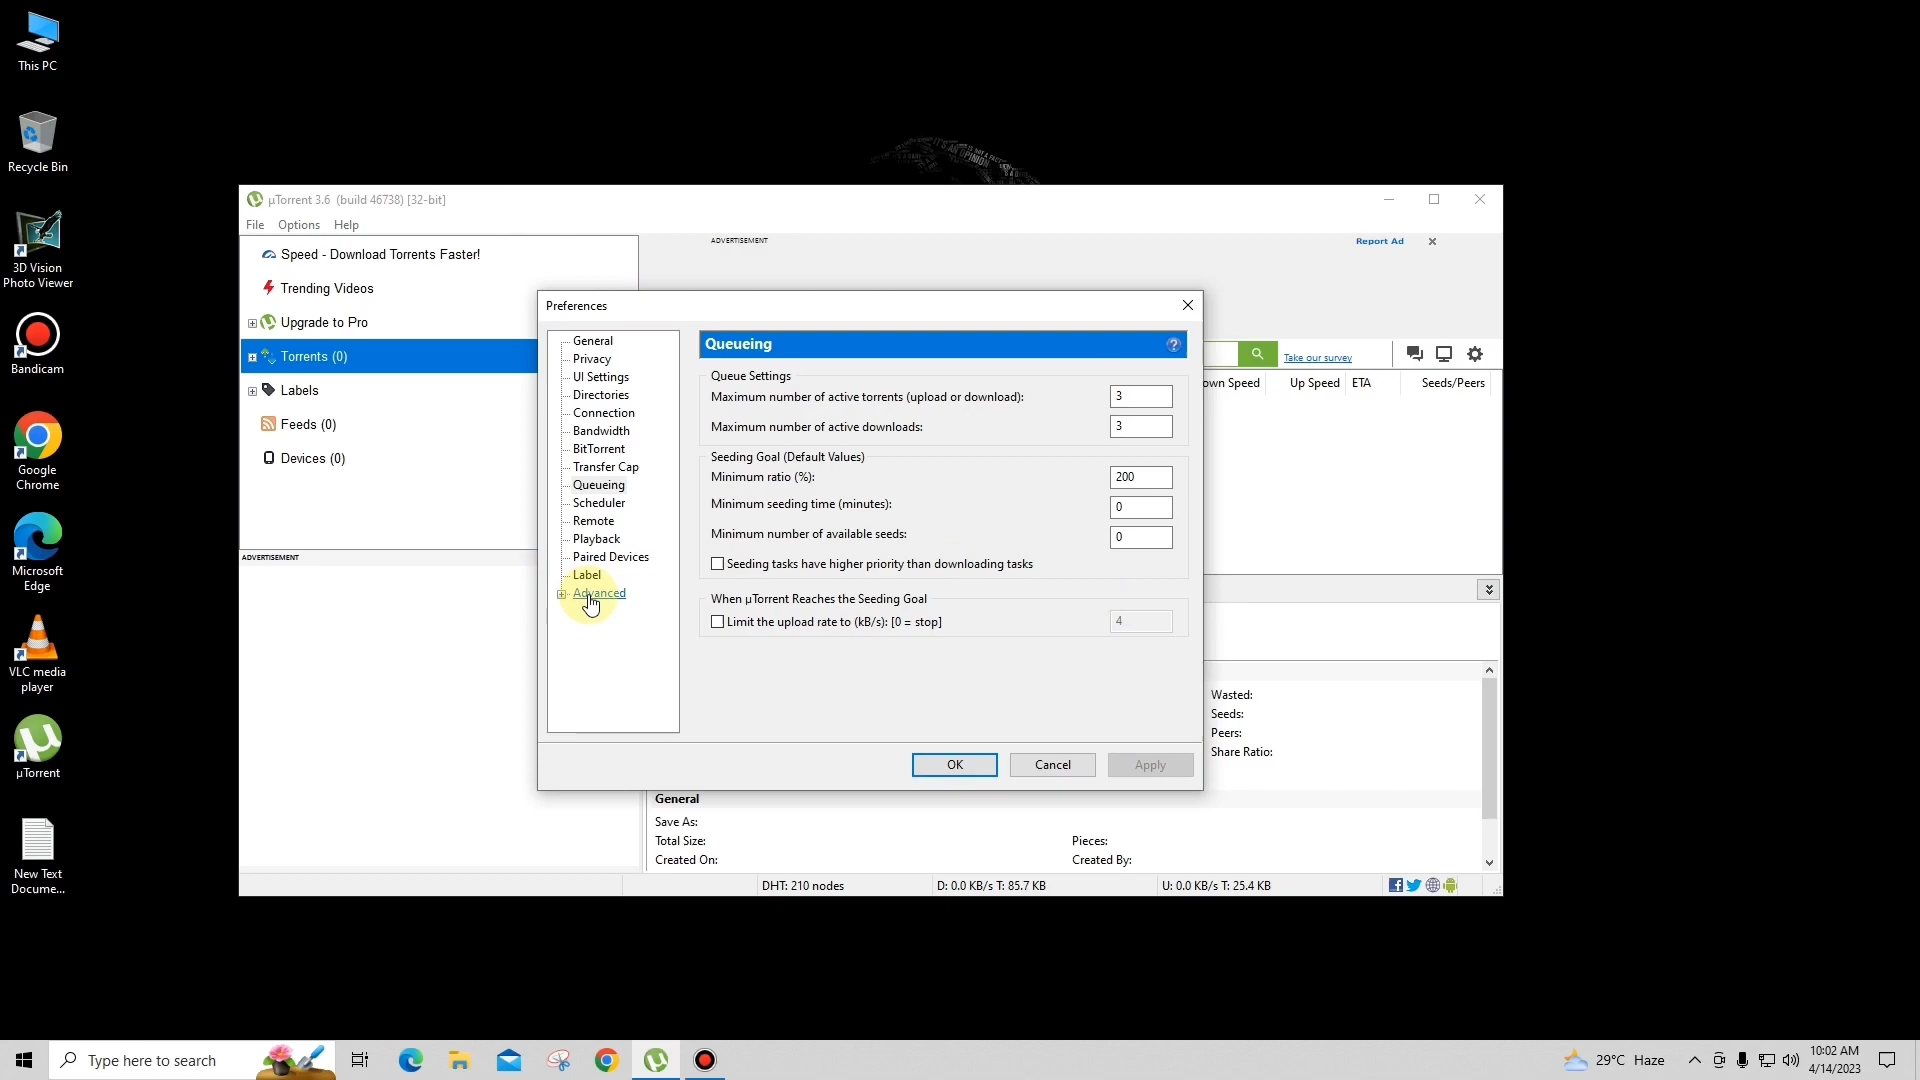 This PC
Recycle Bin
3D Vision
Photo Viewer
Bandicam
Google
Chrome
Microsoft
Edge
VLC media
player
µTorrent
New Text
Docume...
IT'S AN
OPINION
µTorrent 3.6 (build 46738) [32-bit]
File Options Help
Speed - Download Torrents Faster!
Trending Videos
Upgrade to Pro
Torrents (0)
Labels
Feeds (0)
Devices (0)
ADVERTISEMENT
ADVERTISEMENT
Report Ad
Take our survey
own Speed Up Speed ETA Seeds/Peers
Preferences
General
Privacy
UI Settings
Directories
Connection
Bandwidth
BitTorrent
Transfer Cap
Queueing
Scheduler
Remote
Playback
Paired Devices
Label
Advanced
Queueing
Queue Settings
Maximum number of active torrents (upload or download): 3
Maximum number of active downloads: 3
Seeding Goal (Default Values)
Minimum ratio (%): 200
Minimum seeding time (minutes): 0
Minimum number of available seeds: 0
Seeding tasks have higher priority than downloading tasks
When µTorrent Reaches the Seeding Goal
Limit the upload rate to (kB/s): [0 = stop] 4
OK Cancel Apply
Wasted:
Seeds:
Peers:
Share Ratio:
General
Save As:
Total Size: Pieces:
Created On: Created By:
DHT: 210 nodes D: 0.0 KB/s T: 85.7 KB U: 0.0 KB/s T: 25.4 KB
Type here to search
29°C Haze
10:02 AM
4/14/2023